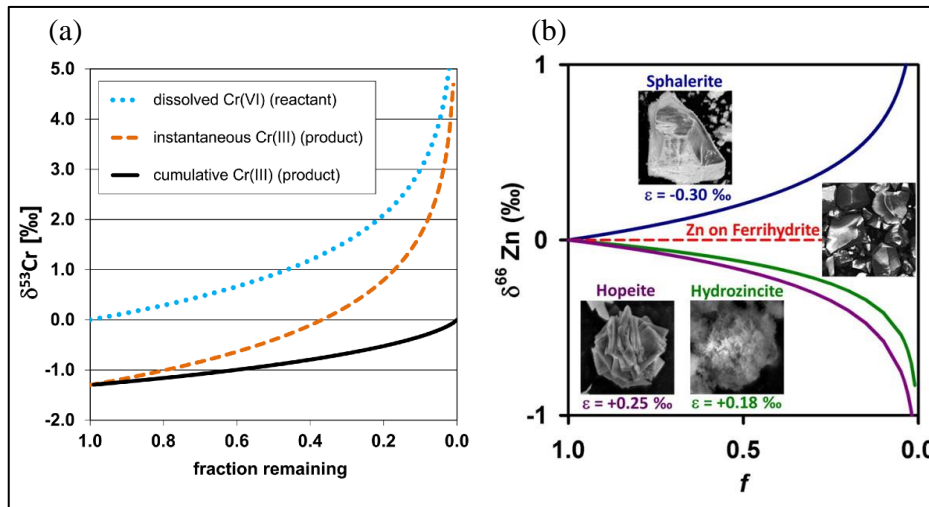 (a)
5.0
4.0
3.0
2.0
1.0
0.0
-1.0
-2.0
δ⁵³Cr [‰]
dissolved Cr(VI) (reactant)
instantaneous Cr(III) (product)
cumulative Cr(III) (product)
1.0 0.8 0.6 0.4 0.2 0.0
fraction remaining
(b)
1
0
-1
δ⁶⁶ Zn (‰)
Sphalerite
ε = -0.30 ‰
Zn on Ferrihydrite
Hopeite Hydrozincite
ε = +0.25 ‰ ε = +0.18 ‰
1.0 0.5 0.0
f